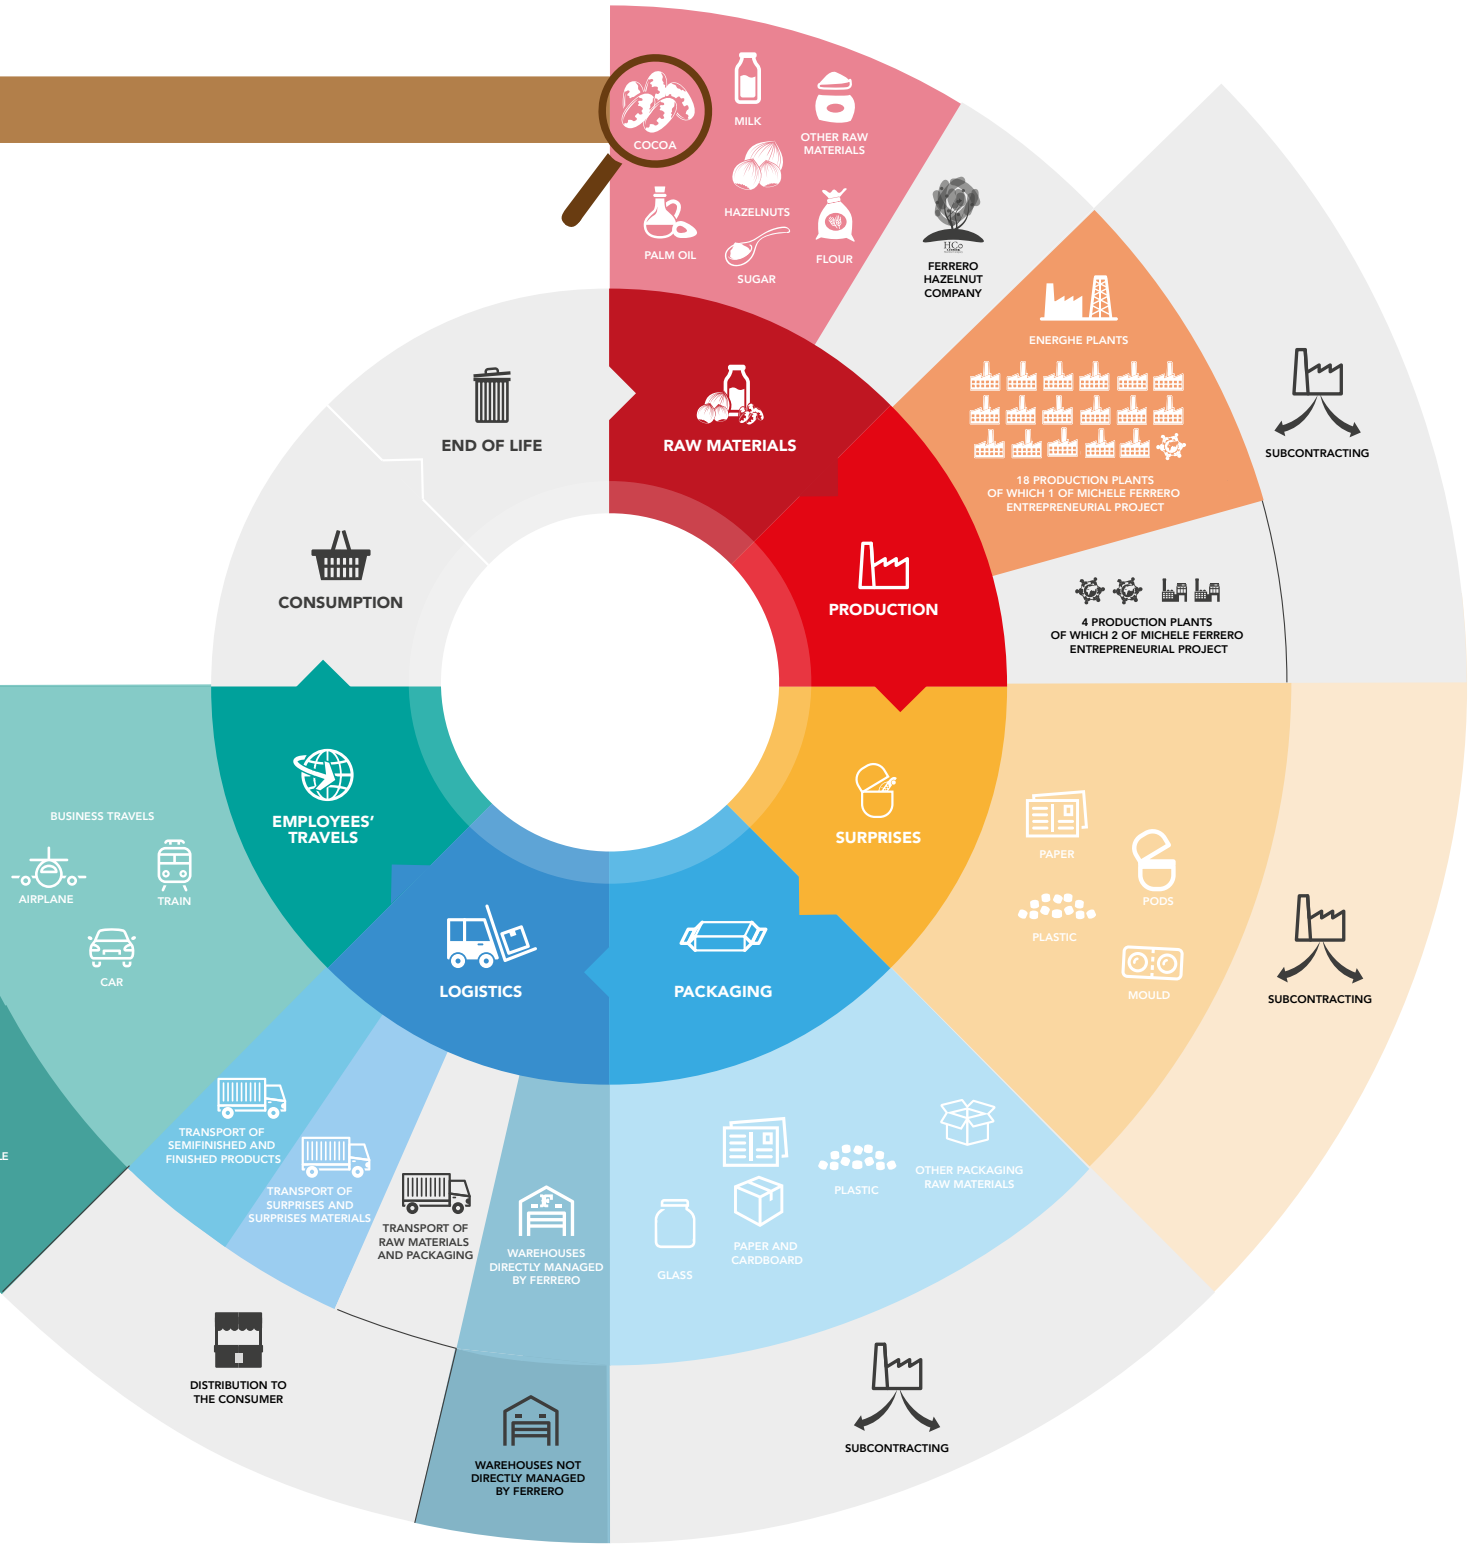 COCOA
MILK
OTHER RAW
MATERIALS
HAZELNUTS
PALM OIL
SUGAR
FLOUR
HCo
FERRERO
HAZELNUT
COMPANY
ENERGHE PLANTS
18 PRODUCTION PLANTS
OF WHICH 1 OF MICHELE FERRERO
ENTREPRENEURIAL PROJECT
SUBCONTRACTING
END OF LIFE
RAW MATERIALS
CONSUMPTION
PRODUCTION
4 PRODUCTION PLANTS
OF WHICH 2 OF MICHELE FERRERO
ENTREPRENEURIAL PROJECT
EMPLOYEES’
TRAVELS
SURPRISES
BUSINESS TRAVELS
AIRPLANE
TRAIN
CAR
PAPER
PODS
PLASTIC
MOULD
SUBCONTRACTING
LOGISTICS
PACKAGING
LE
TRANSPORT OF
SEMIFINISHED AND
FINISHED PRODUCTS
TRANSPORT OF
SURPRISES AND
SURPRISES MATERIALS
TRANSPORT OF
RAW MATERIALS
AND PACKAGING
F
WAREHOUSES
DIRECTLY MANAGED
BY FERRERO
GLASS
PAPER AND
CARDBOARD
PLASTIC
OTHER PACKAGING
RAW MATERIALS
DISTRIBUTION TO
THE CONSUMER
WAREHOUSES NOT
DIRECTLY MANAGED
BY FERRERO
SUBCONTRACTING